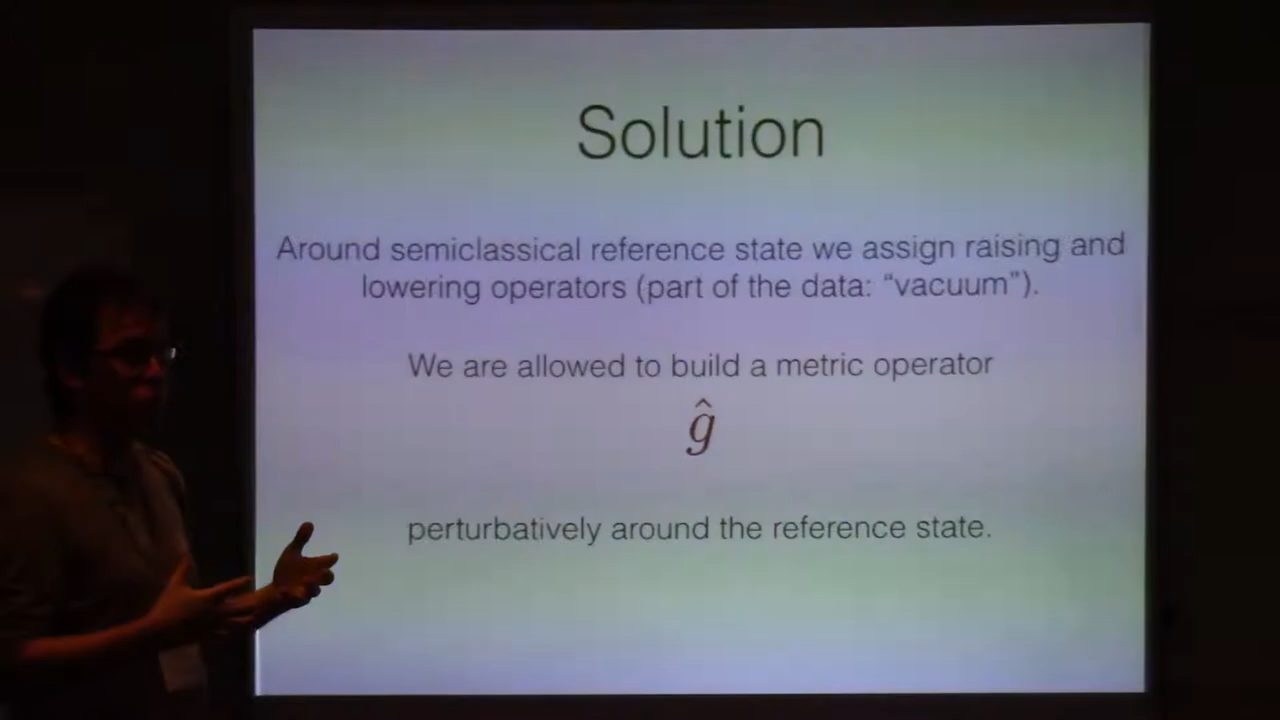 Solution
Around semiclassical reference state we assign raising and
lowering operators (part of the data: “vacuum”).
We are allowed to build a metric operator
ĝ
perturbatively around the reference state.